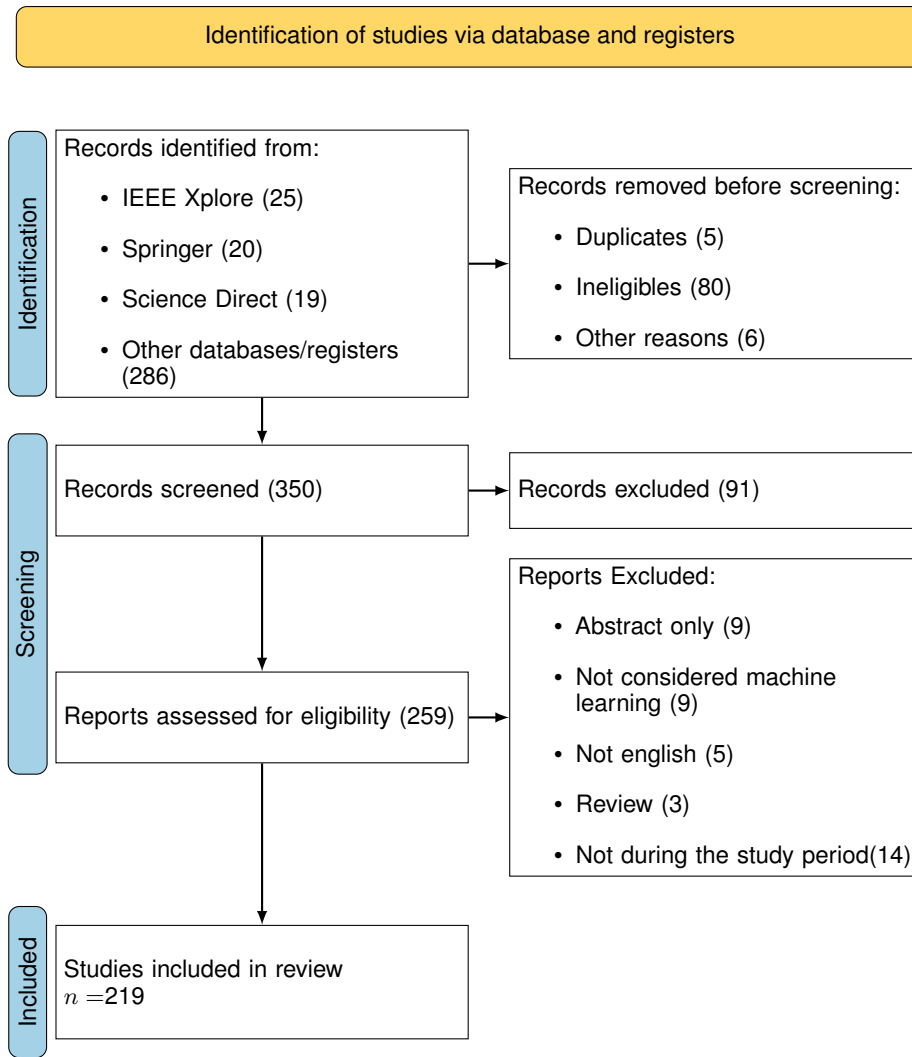 Identification of studies via database and registers
Identification
Records identified from:
• IEEE Xplore (25)
• Springer (20)
• Science Direct (19)
• Other databases/registers
(286)
Records removed before screening:
• Duplicates (5)
• Ineligibles (80)
• Other reasons (6)
Screening
Records screened (350)
Records excluded (91)
Reports assessed for eligibility (259)
Reports Excluded:
• Abstract only (9)
• Not considered machine
learning (9)
• Not english (5)
• Review (3)
• Not during the study period(14)
Included
Studies included in review
n =219